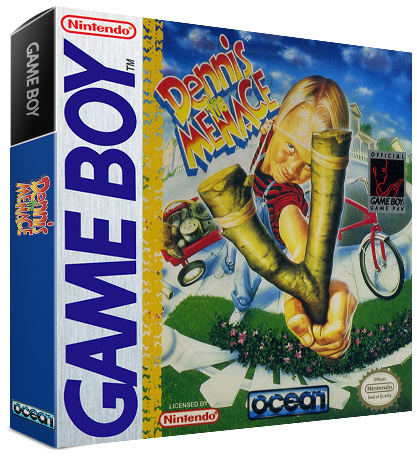 GAME BOY
Dennis
THE
MENACE
ocean
Nintendo
GAME BOY
TM
Dennis
THE
MENACE
TM
OFFICIAL
GAME BOY
GAME PAK
LICENSED BY
Nintendo
ocean
Official
Nintendo
Seal of Quality